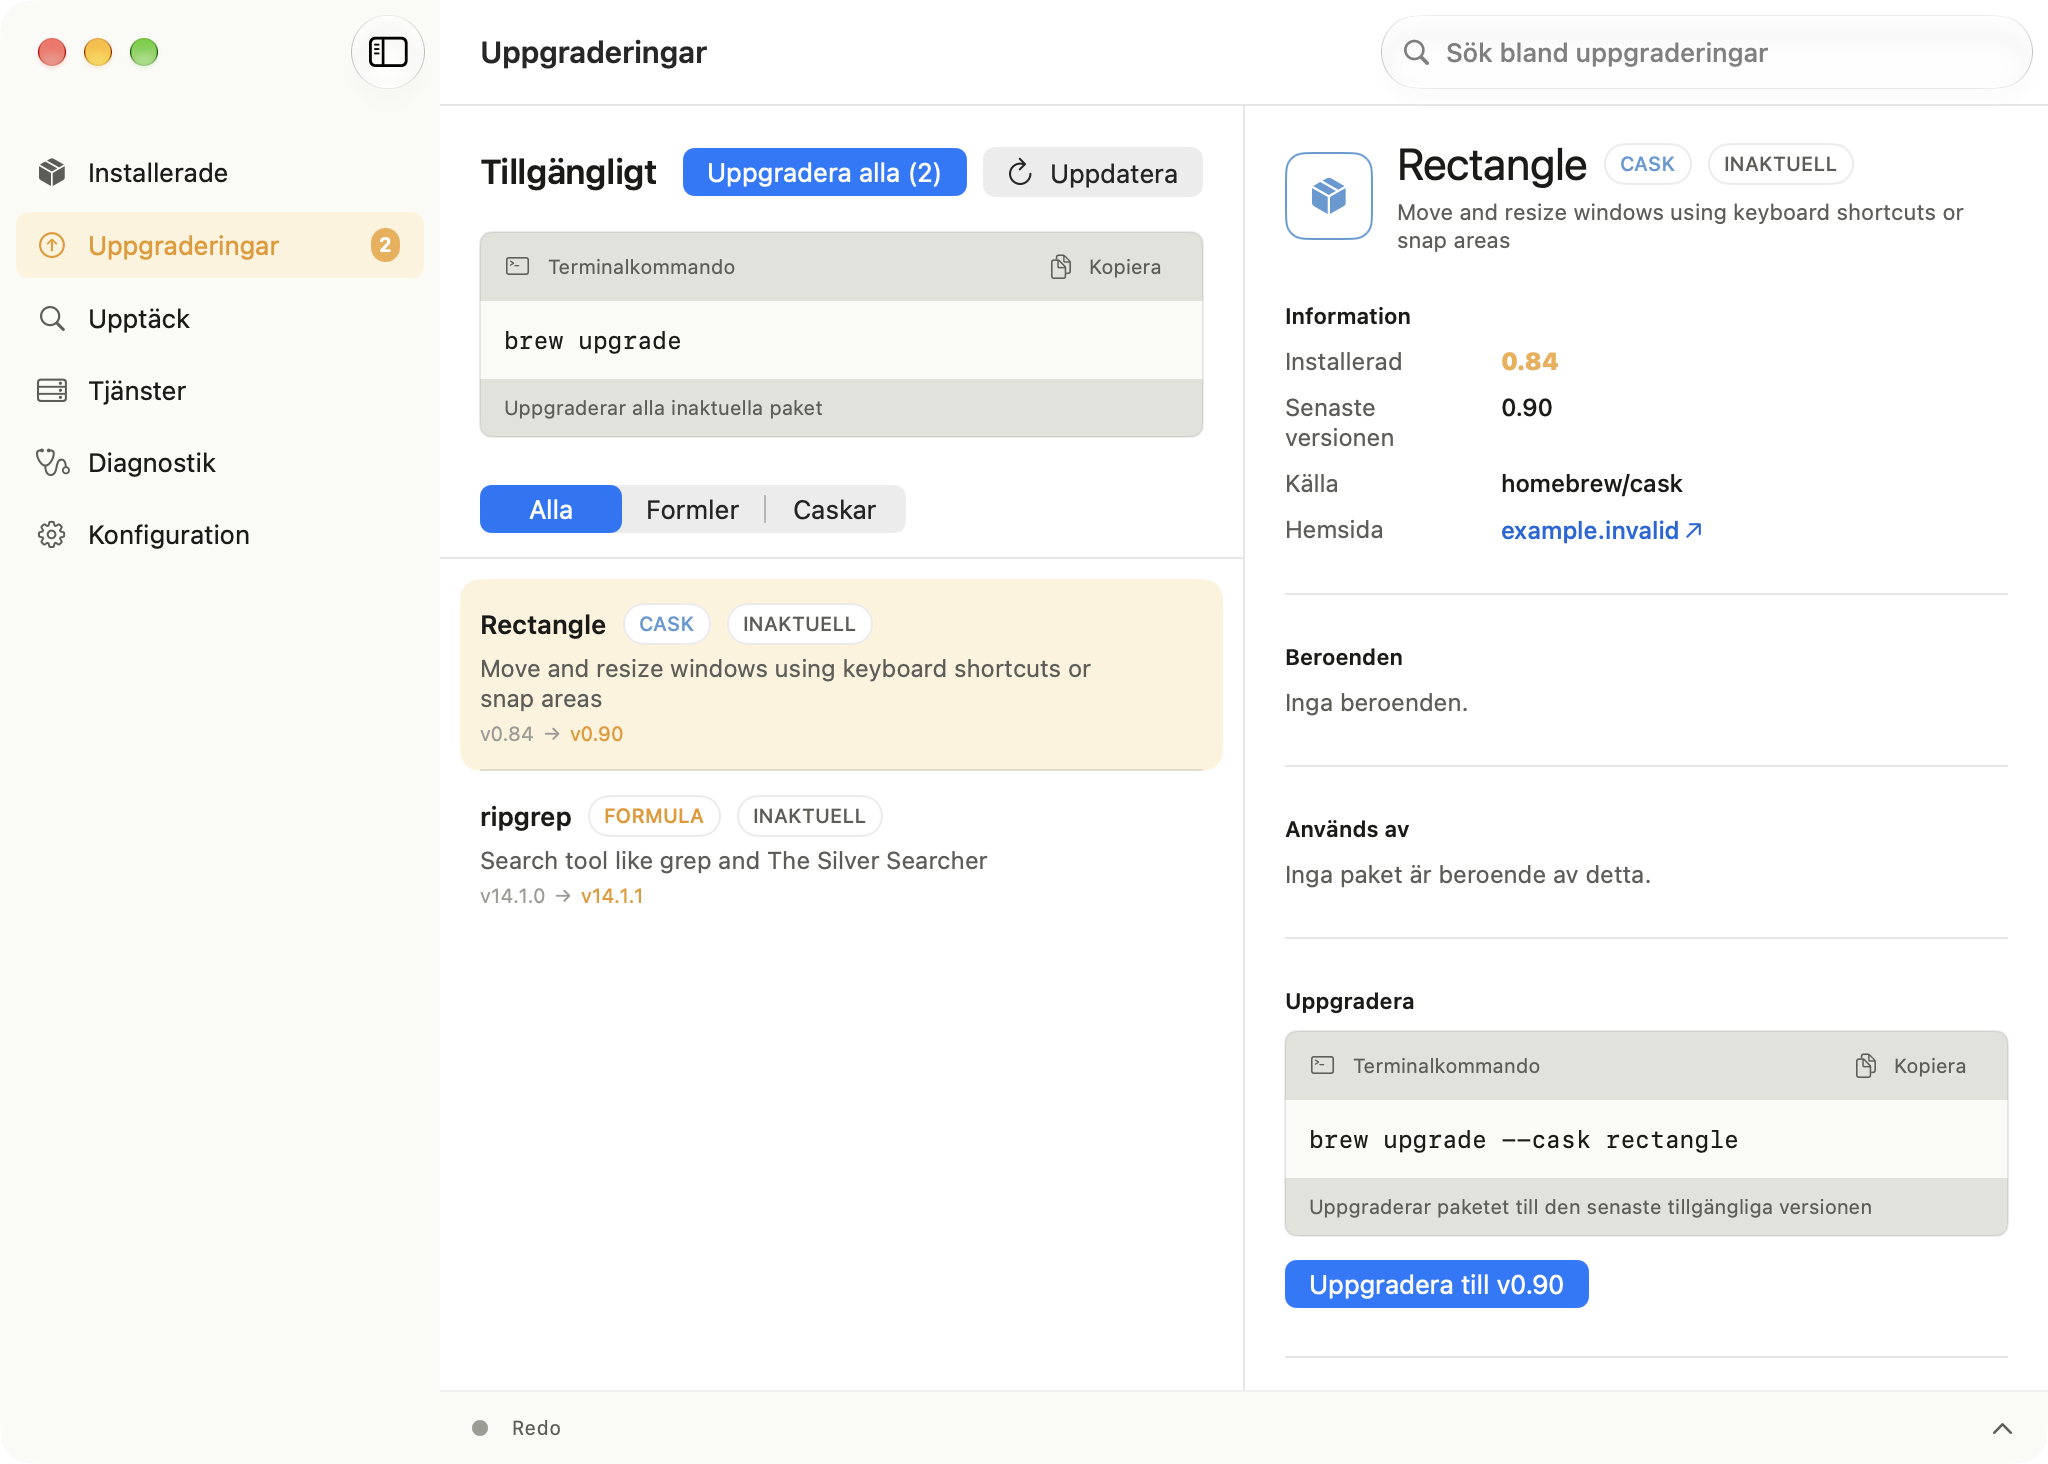 Uppgraderingar
Sök bland uppgraderingar
Installerade
Uppgraderingar 2
Upptäck
Tjänster
Diagnostik
Konfiguration
Tillgängligt
Uppgradera alla (2)
Uppdatera
Terminalkommando
Kopiera
brew upgrade
Uppgraderar alla inaktuella paket
Alla
Formler
Caskar
Rectangle CASK INAKTUELL
Move and resize windows using keyboard shortcuts or
snap areas
v0.84 → v0.90
ripgrep FORMULA INAKTUELL
Search tool like grep and The Silver Searcher
v14.1.0 → v14.1.1
Rectangle CASK INAKTUELL
Move and resize windows using keyboard shortcuts or
snap areas
Information
Installerad 0.84
Senaste 0.90
versionen
Källa homebrew/cask
Hemsida example.invalid ↗
Beroenden
Inga beroenden.
Används av
Inga paket är beroende av detta.
Uppgradera
Terminalkommando
Kopiera
brew upgrade --cask rectangle
Uppgraderar paketet till den senaste tillgängliga versionen
Uppgradera till v0.90
Redo